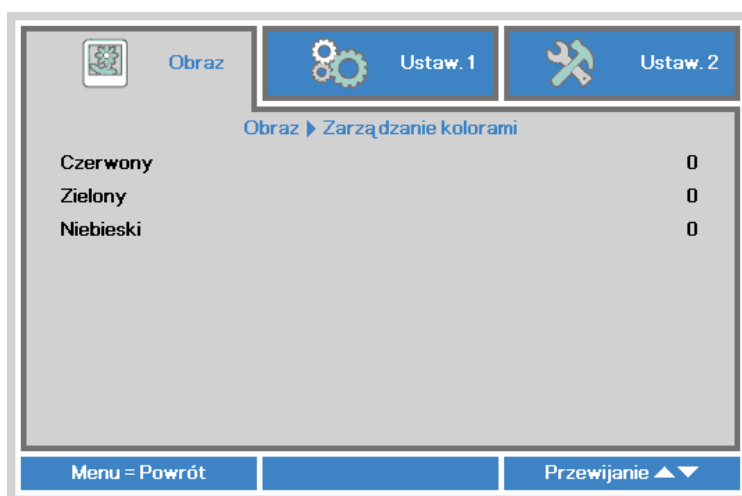 Obraz Ustaw. 1 Ustaw. 2
Obraz ▶ Zarządzanie kolorami
Czerwony 0
Zielony 0
Niebieski 0
Menu = Powrót Przewijanie ▲▼